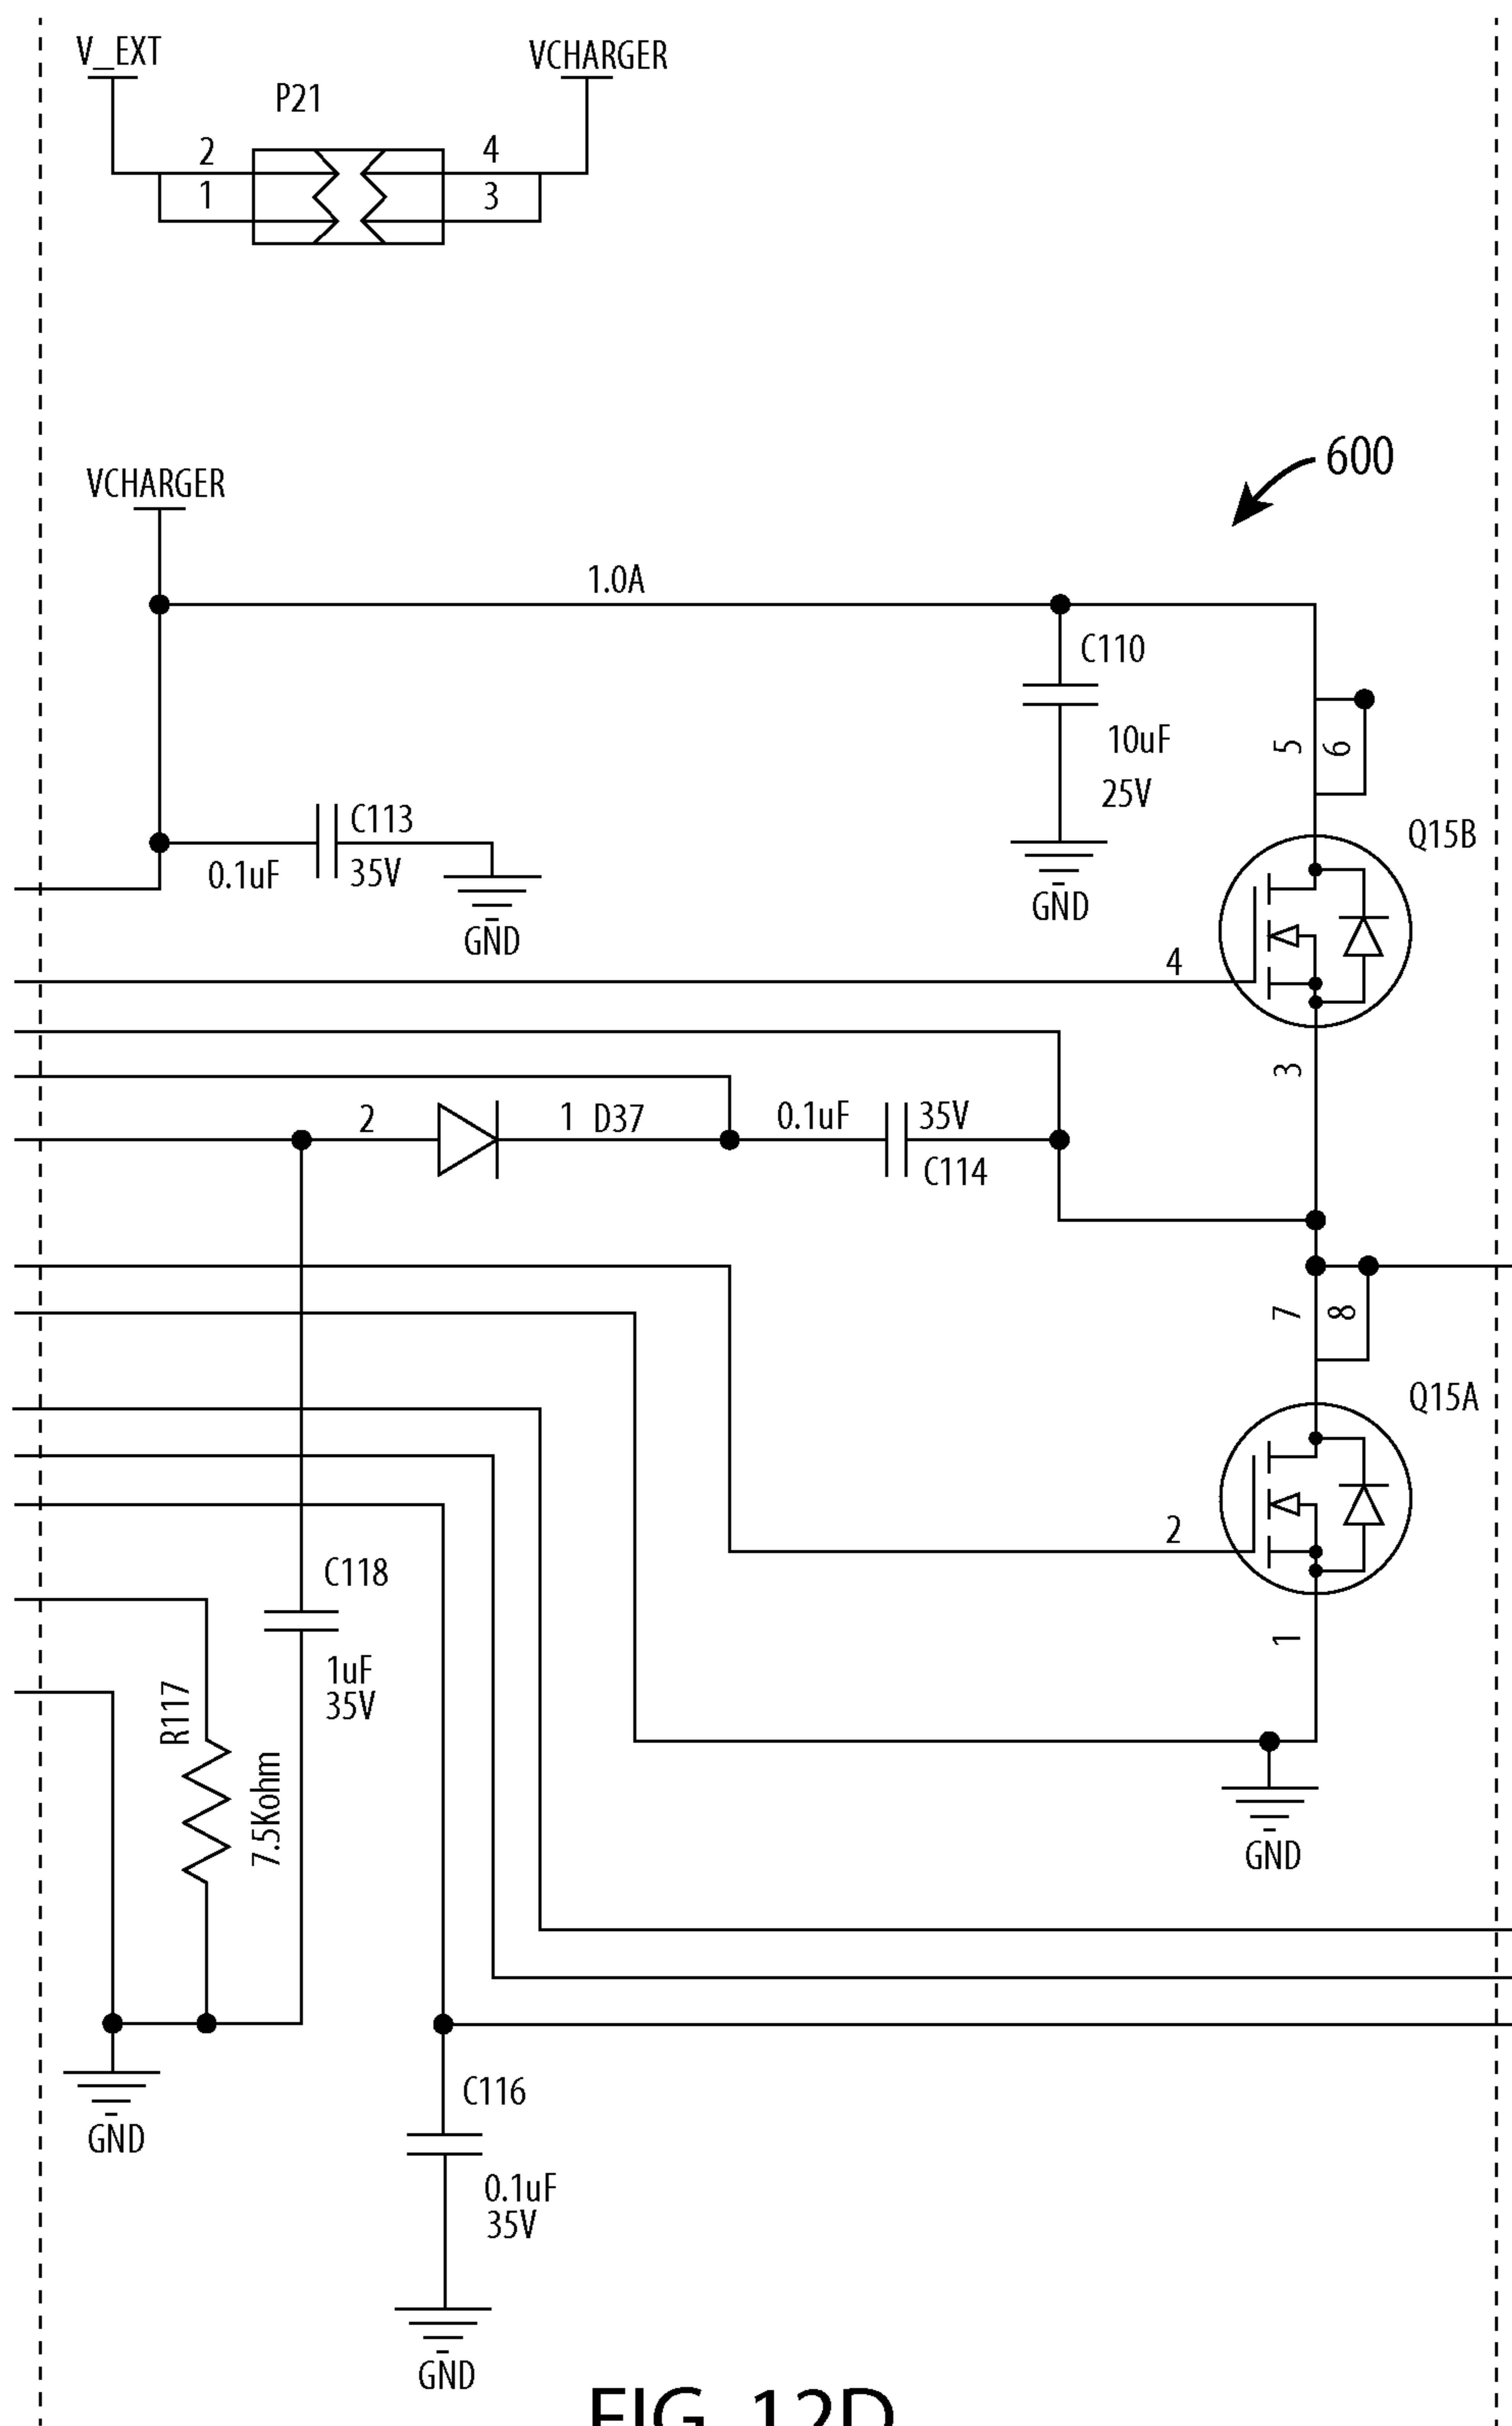 V_EXT
VCHARGER
P21
2
4
1
3
600
VCHARGER
1.0A
C110
10uF
25V
5
6
C113
0.1uF
35V
Q15B
GND
GND
4
3
2
1 D37
0.1uF
35V
C114
7
8
Q15A
2
C118
1uF
35V
1
R117
7.5Kohm
GND
C116
GND
0.1uF
35V
GND
FIG. 12D